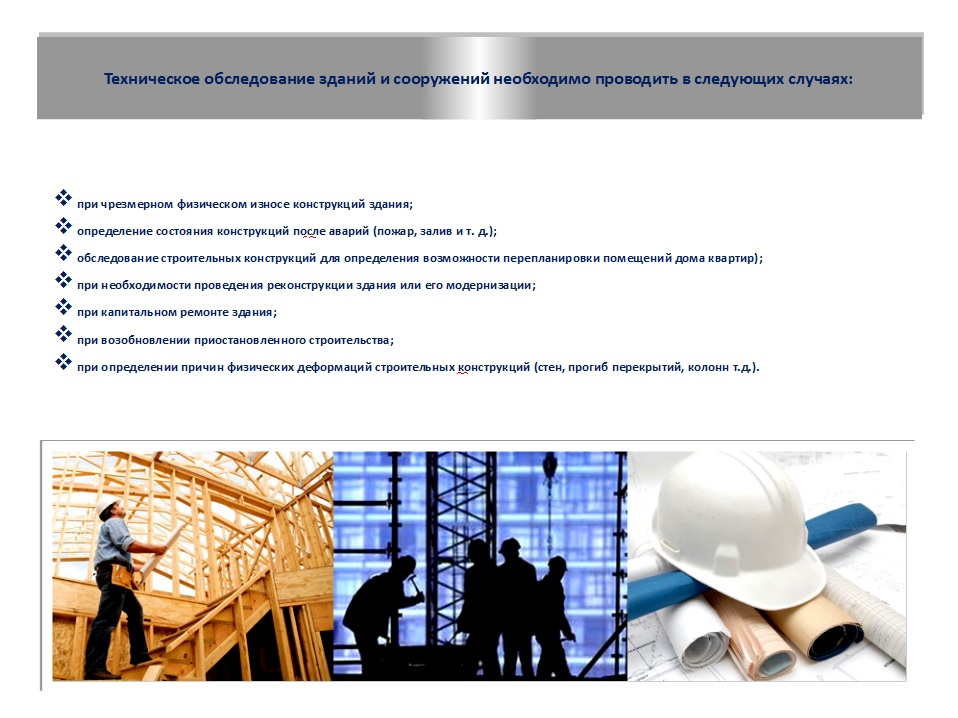 Техническое обследование зданий и сооружений необходимо проводить в следующих случаях:
❖ при чрезмерном физическом износе конструкций здания;
❖ определение состояния конструкций после аварий (пожар, залив и т. д.);
❖ обследование строительных конструкций для определения возможности перепланировки помещений дома квартир);
❖ при необходимости проведения реконструкции здания или его модернизации;
❖ при капитальном ремонте здания;
❖ при возобновлении приостановленного строительства;
❖ при определении причин физических деформаций строительных конструкций (стен, прогиб перекрытий, колонн т.д.).